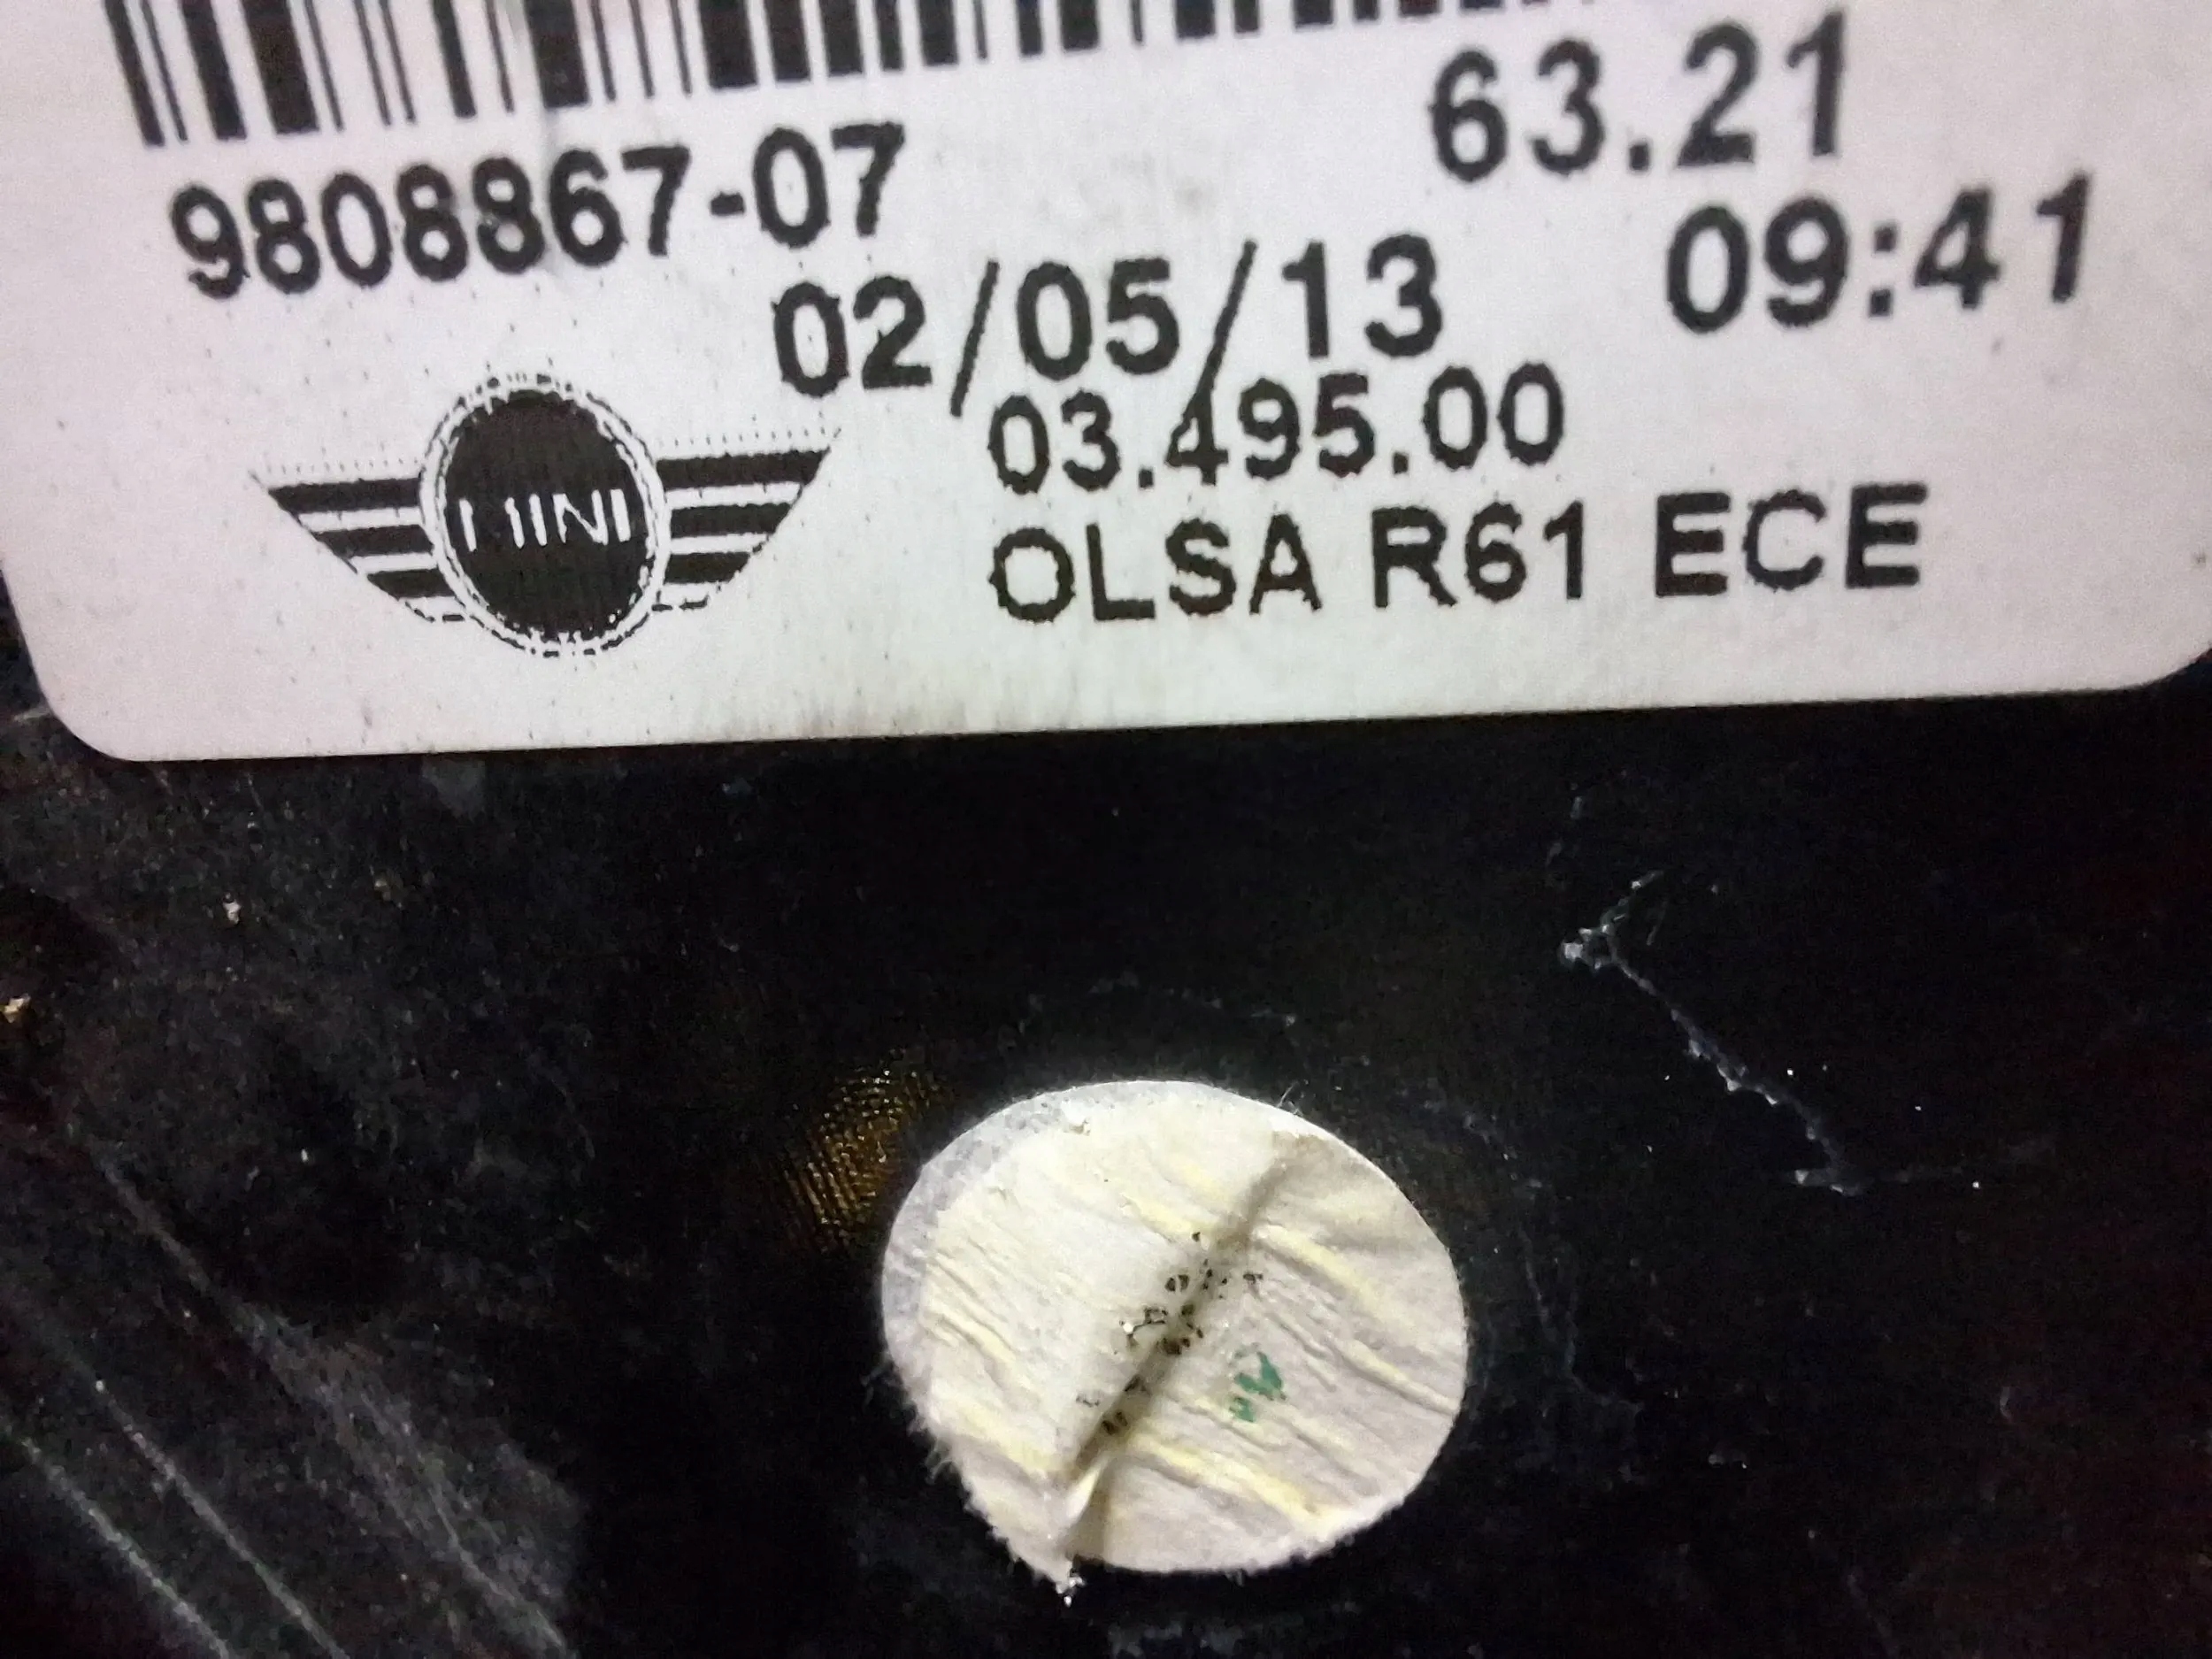 63.21
9808867-07
02/05/13 09:41
03.495.00
MINI
OLSA R61 ECE